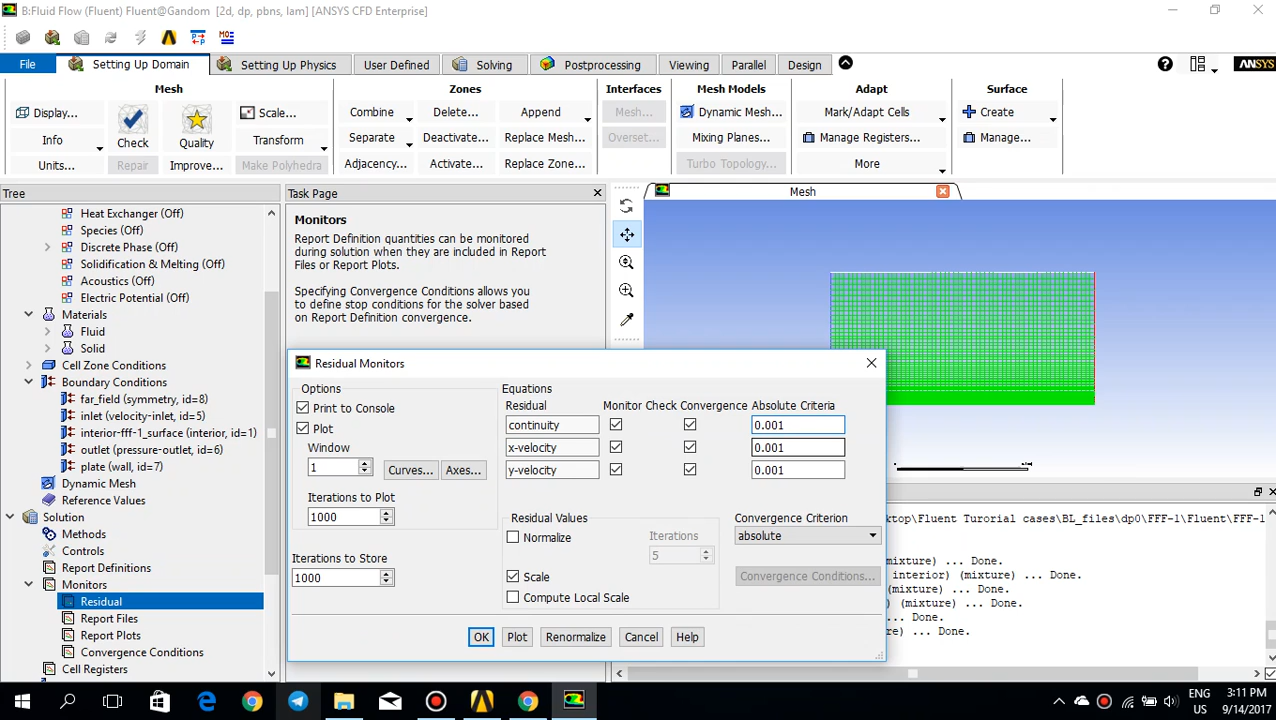 B:Fluid Flow (Fluent) Fluent@Gandom [2d, dp, pbns, lam] [ANSYS CFD Enterprise]
File
Setting Up Domain
Setting Up Physics
User Defined
Solving
Postprocessing
Viewing
Parallel
Design
ANSYS
Mesh
Zones
Interfaces
Mesh Models
Adapt
Surface
Display...
Info
Units...
Check
Repair
Quality
Improve...
Scale...
Transform
Make Polyhedra
Combine
Separate
Adjacency...
Delete...
Deactivate...
Activate...
Append
Replace Mesh...
Replace Zone...
Mesh...
Overset...
Dynamic Mesh...
Mixing Planes...
Turbo Topology...
Mark/Adapt Cells
Manage Registers...
More
Create
Manage...
Tree
Heat Exchanger (Off)
Species (Off)
Discrete Phase (Off)
Solidification & Melting (Off)
Acoustics (Off)
Electric Potential (Off)
Materials
Fluid
Solid
Cell Zone Conditions
Boundary Conditions
far_field (symmetry, id=8)
inlet (velocity-inlet, id=5)
interior-fff-1_surface (interior, id=1)
outlet (pressure-outlet, id=6)
plate (wall, id=7)
Dynamic Mesh
Reference Values
Solution
Methods
Controls
Report Definitions
Monitors
Residual
Report Files
Report Plots
Convergence Conditions
Cell Registers
Task Page
Monitors
Report Definition quantities can be monitored
during solution when they are included in Report
Files or Report Plots.
Specifying Convergence Conditions allows you
to define stop conditions for the solver based
on Report Definition convergence.
Mesh
Residual Monitors
Options
Print to Console
Plot
Window
1
Curves...
Axes...
Iterations to Plot
1000
Iterations to Store
1000
Equations
Residual Monitor Check Convergence Absolute Criteria
continuity 0.001
x-velocity 0.001
y-velocity 0.001
Residual Values
Normalize
Iterations
5
Scale
Compute Local Scale
Convergence Criterion
absolute
Convergence Conditions...
OK
Plot
Renormalize
Cancel
Help
ktop\Fluent Turorial cases\BL_files\dp0\FFF-1\Fluent\FFF-1
mixture) ... Done.
interior) (mixture) ... Done.
(mixture) ... Done.
) (mixture) ... Done.
... Done.
re) ... Done.
ENG
3:11 PM
9/14/2017